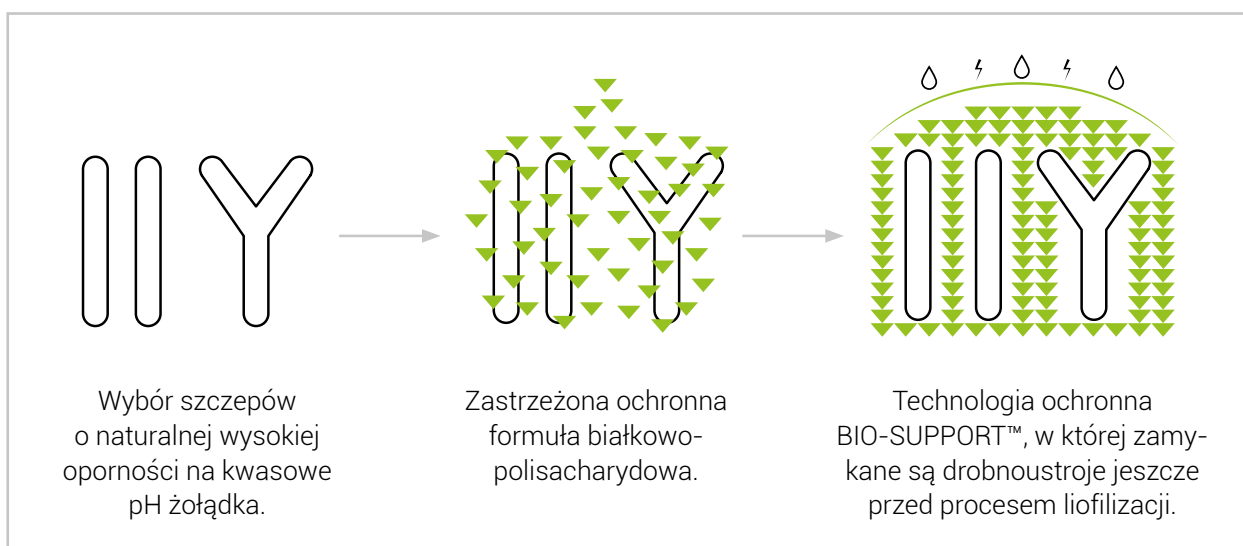 Wybór szczepów
o naturalnej wysokiej
oporności na kwasowe
pH żołądka.
Zastrzeżona ochronna
formuła białkowo-
polisacharydowa.
Technologia ochronna
BIO-SUPPORT™, w której zamy-
kane są drobnoustroje jeszcze
przed procesem liofilizacji.